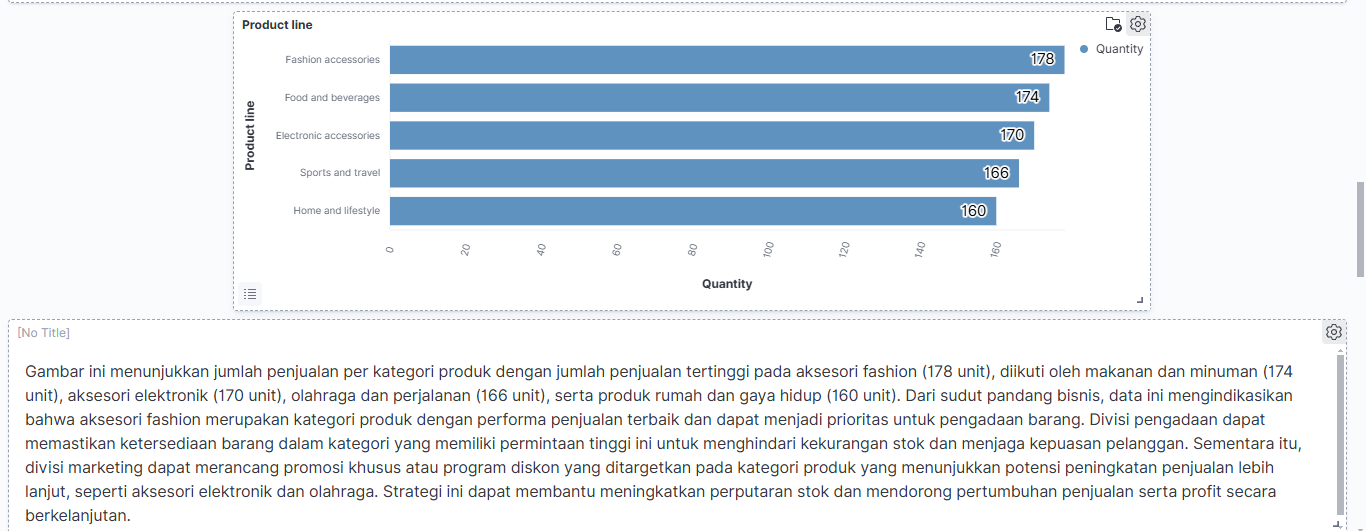 Product line
Quantity
Product line
Fashion accessories
178
Food and beverages
174
Electronic accessories
170
Sports and travel
166
Home and lifestyle
160
0
20
40
60
80
100
120
140
160
Quantity
[No Title]
Gambar ini menunjukkan jumlah penjualan per kategori produk dengan jumlah penjualan tertinggi pada aksesori fashion (178 unit), diikuti oleh makanan dan minuman (174
unit), aksesori elektronik (170 unit), olahraga dan perjalanan (166 unit), serta produk rumah dan gaya hidup (160 unit). Dari sudut pandang bisnis, data ini mengindikasikan
bahwa aksesori fashion merupakan kategori produk dengan performa penjualan terbaik dan dapat menjadi prioritas untuk pengadaan barang. Divisi pengadaan dapat
memastikan ketersediaan barang dalam kategori yang memiliki permintaan tinggi ini untuk menghindari kekurangan stok dan menjaga kepuasan pelanggan. Sementara itu,
divisi marketing dapat merancang promosi khusus atau program diskon yang ditargetkan pada kategori produk yang menunjukkan potensi peningkatan penjualan lebih
lanjut, seperti aksesori elektronik dan olahraga. Strategi ini dapat membantu meningkatkan perputaran stok dan mendorong pertumbuhan penjualan serta profit secara
berkelanjutan.